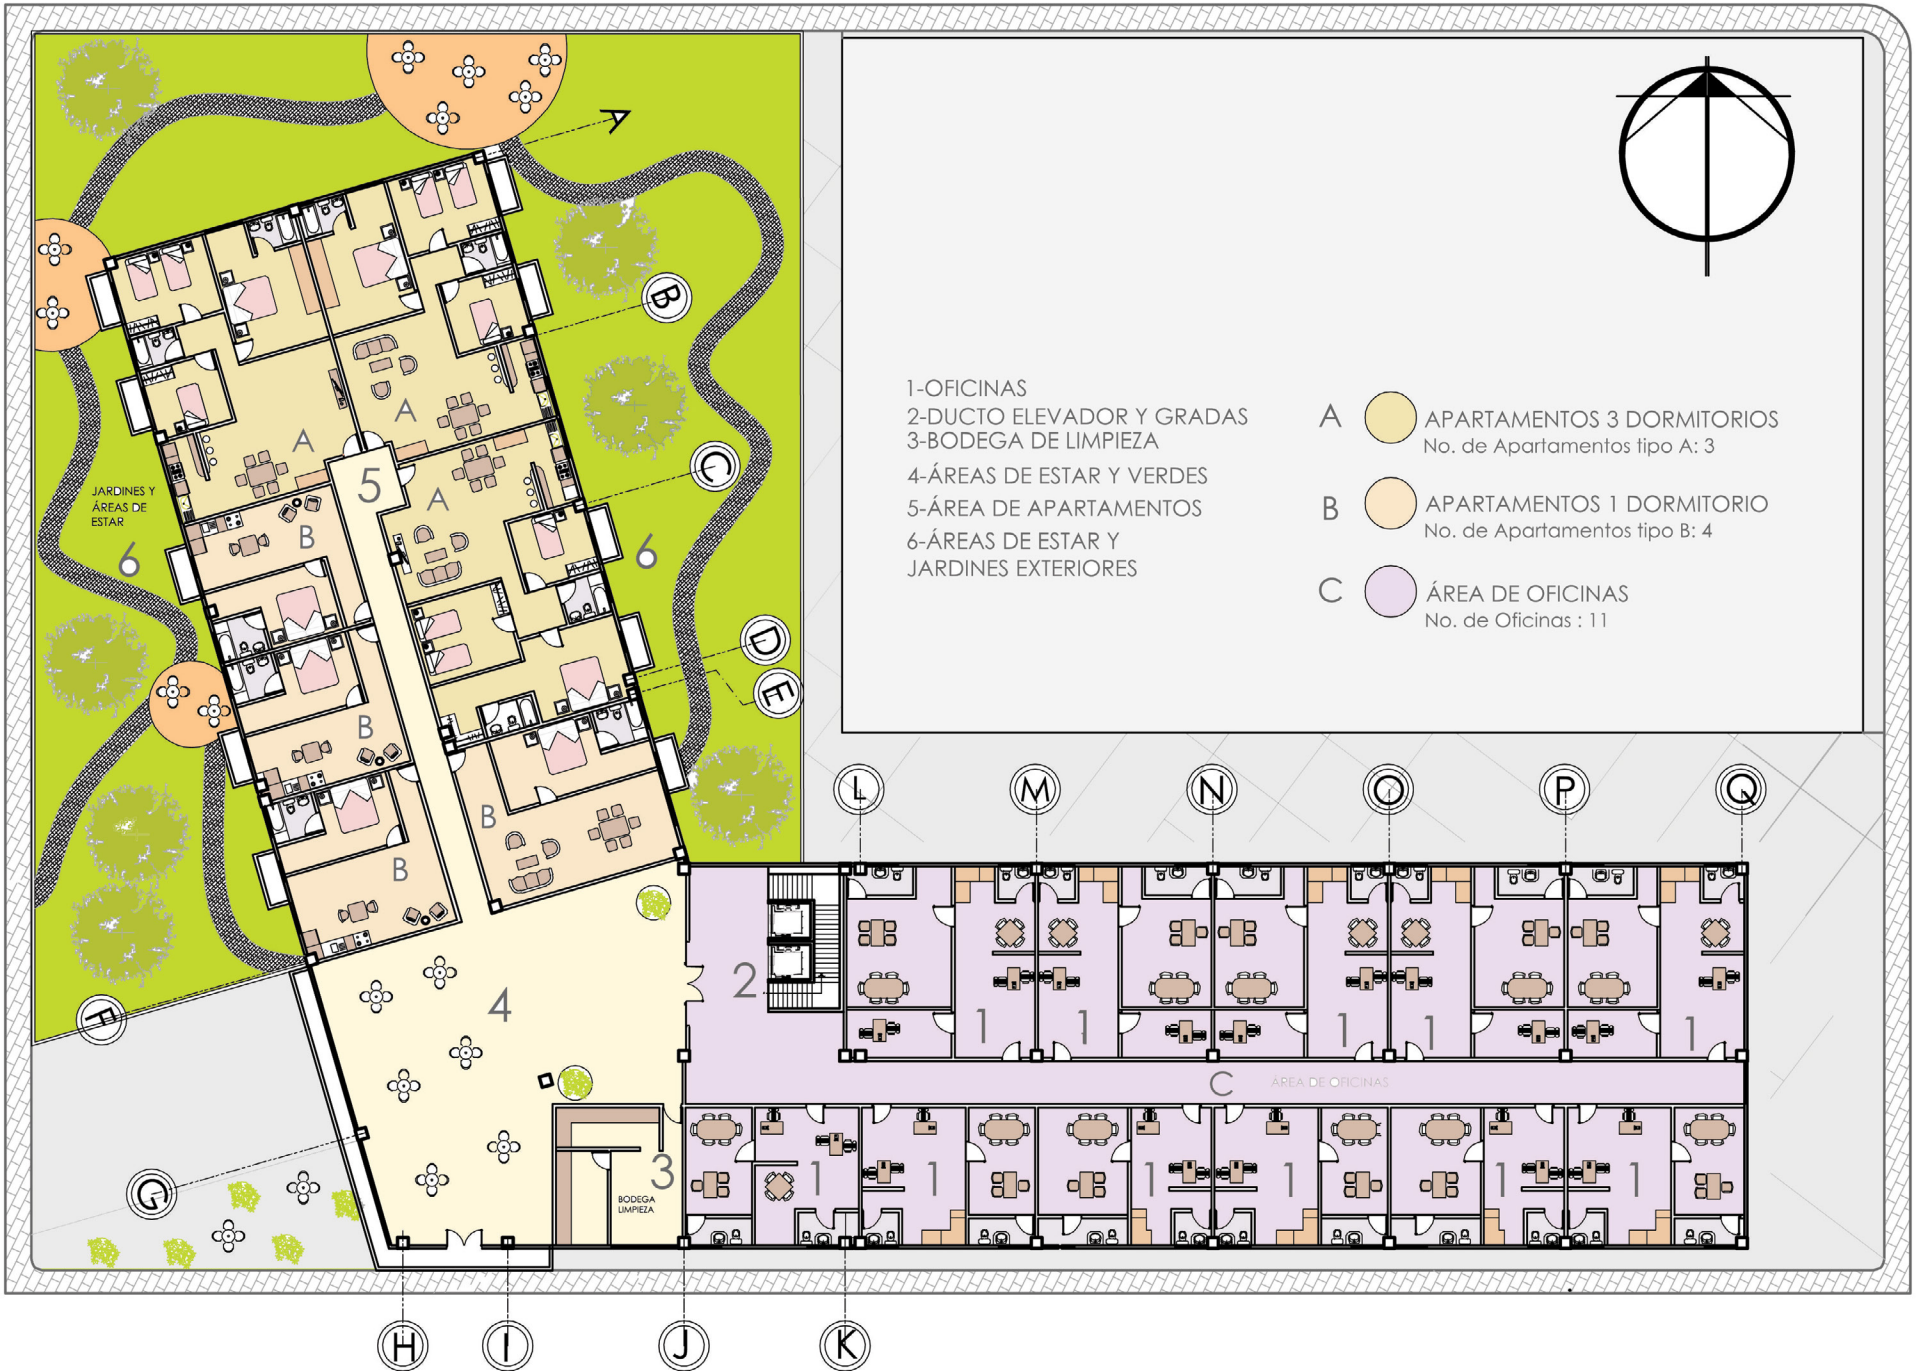 A
B
C
D
E
F
G
H
I
J
K
L
M
N
O
P
Q
A
A
A
B
B
B
B
5
JARDINES Y
ÁREAS DE
ESTAR
6
6
4
2
3
BODEGA
LIMPIEZA
1
1
1
1
1
C
ÁREA DE OFICINAS
1
1
1
1
1
1
1-OFICINAS
2-DUCTO ELEVADOR Y GRADAS
3-BODEGA DE LIMPIEZA
4-ÁREAS DE ESTAR Y VERDES
5-ÁREA DE APARTAMENTOS
6-ÁREAS DE ESTAR Y
JARDINES EXTERIORES
A
APARTAMENTOS 3 DORMITORIOS
No. de Apartamentos tipo A: 3
B
APARTAMENTOS 1 DORMITORIO
No. de Apartamentos tipo B: 4
C
ÁREA DE OFICINAS
No. de Oficinas : 11